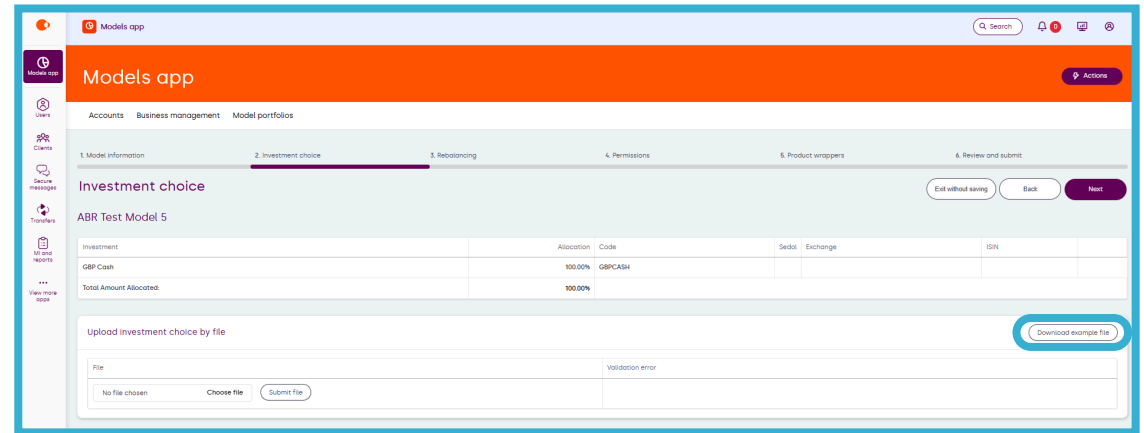 Models app
Search
0
Models app
Models app
Actions
Users
Accounts Business management Model portfolios
Clients
1. Model information 2. Investment choice 3. Rebalancing 4. Permissions 5. Product wrappers 6. Review and submit
Secure
messages
Investment choice
Exit without saving
Back
Next
Transfers
ABR Test Model 5
MI and
reports
Investment Allocation Code Sedol Exchange ISIN
GBP Cash 100.00% GBPCASH
Total Amount Allocated: 100.00%
View more
apps
Upload investment choice by file
Download example file
File Validation error
No file chosen Choose file Submit file